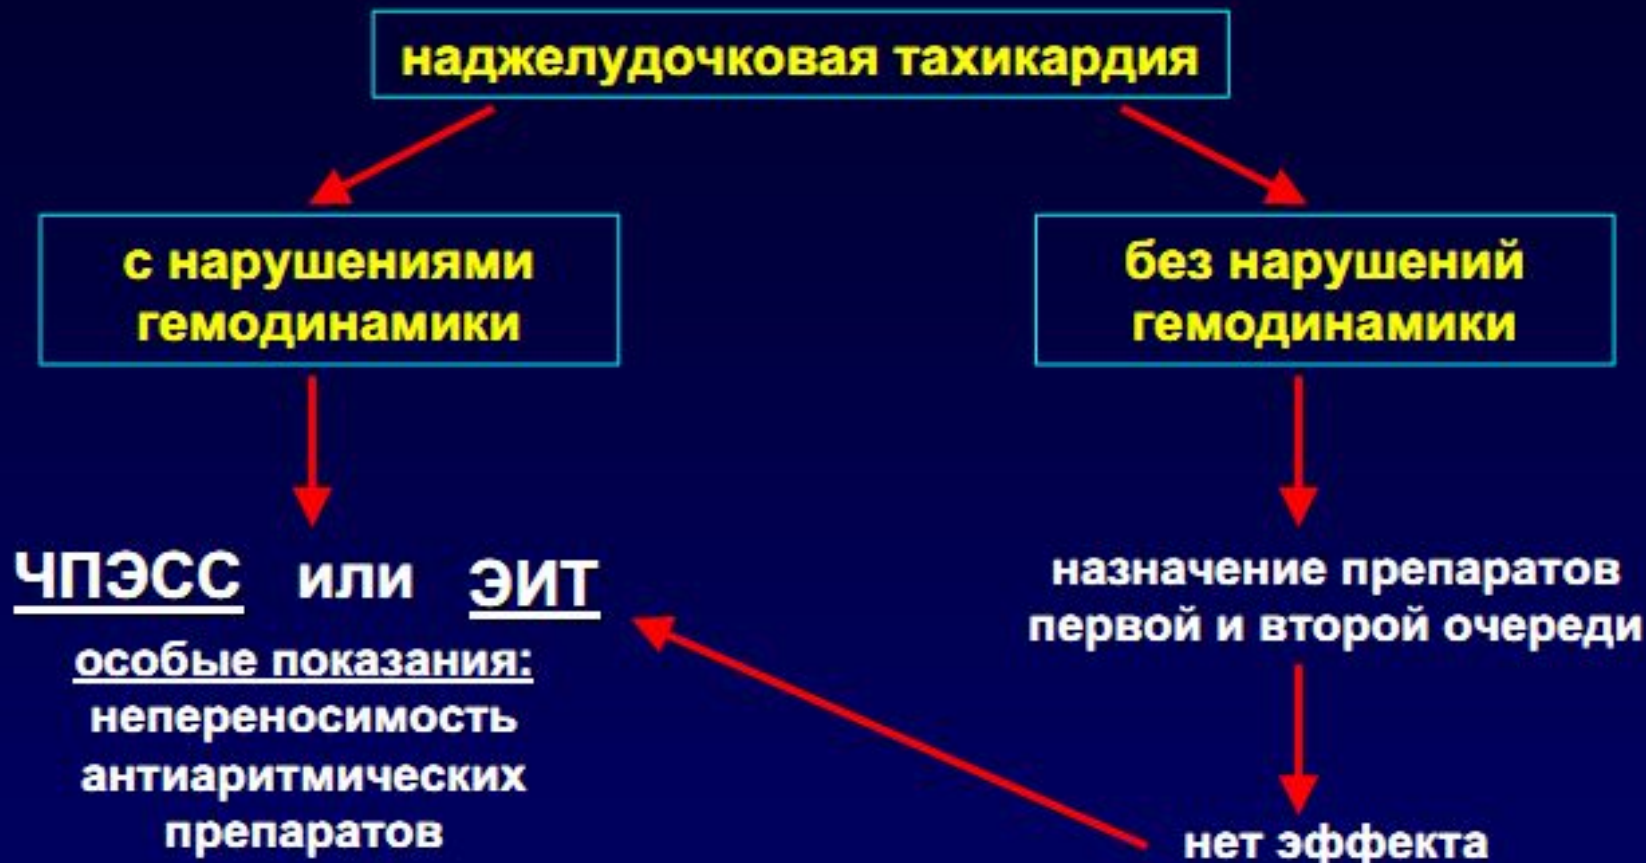 наджелудочковая тахикардия
с нарушениями
гемодинамики
без нарушений
гемодинамики
ЧПЭСС или ЭИТ
особые показания:
непереносимость
антиаритмических
препаратов
назначение препаратов
первой и второй очереди
нет эффекта